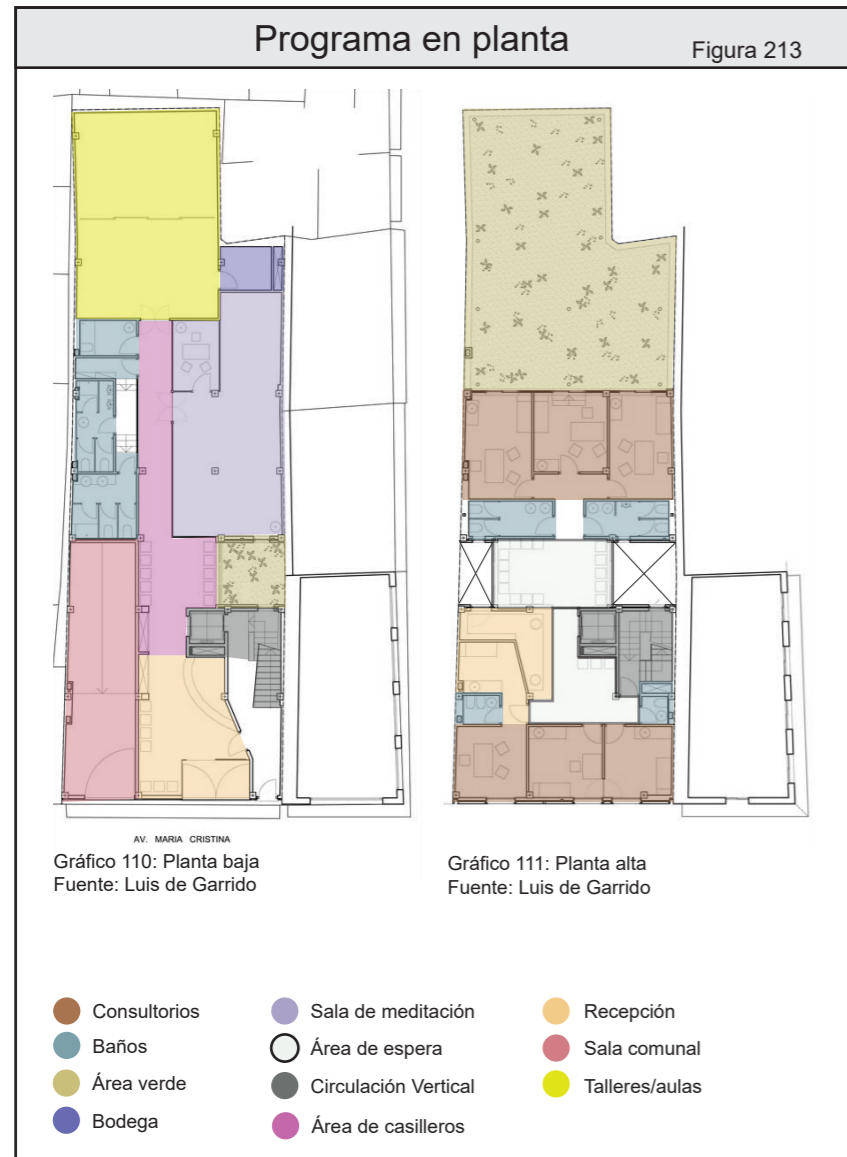 Programa en planta
Figura 213
AV. MARIA CRISTINA
Gráfico 110: Planta baja
Fuente: Luis de Garrido
Gráfico 111: Planta alta
Fuente: Luis de Garrido
Consultorios
Baños
Área verde
Bodega
Sala de meditación
Área de espera
Circulación Vertical
Área de casilleros
Recepción
Sala comunal
Talleres/aulas